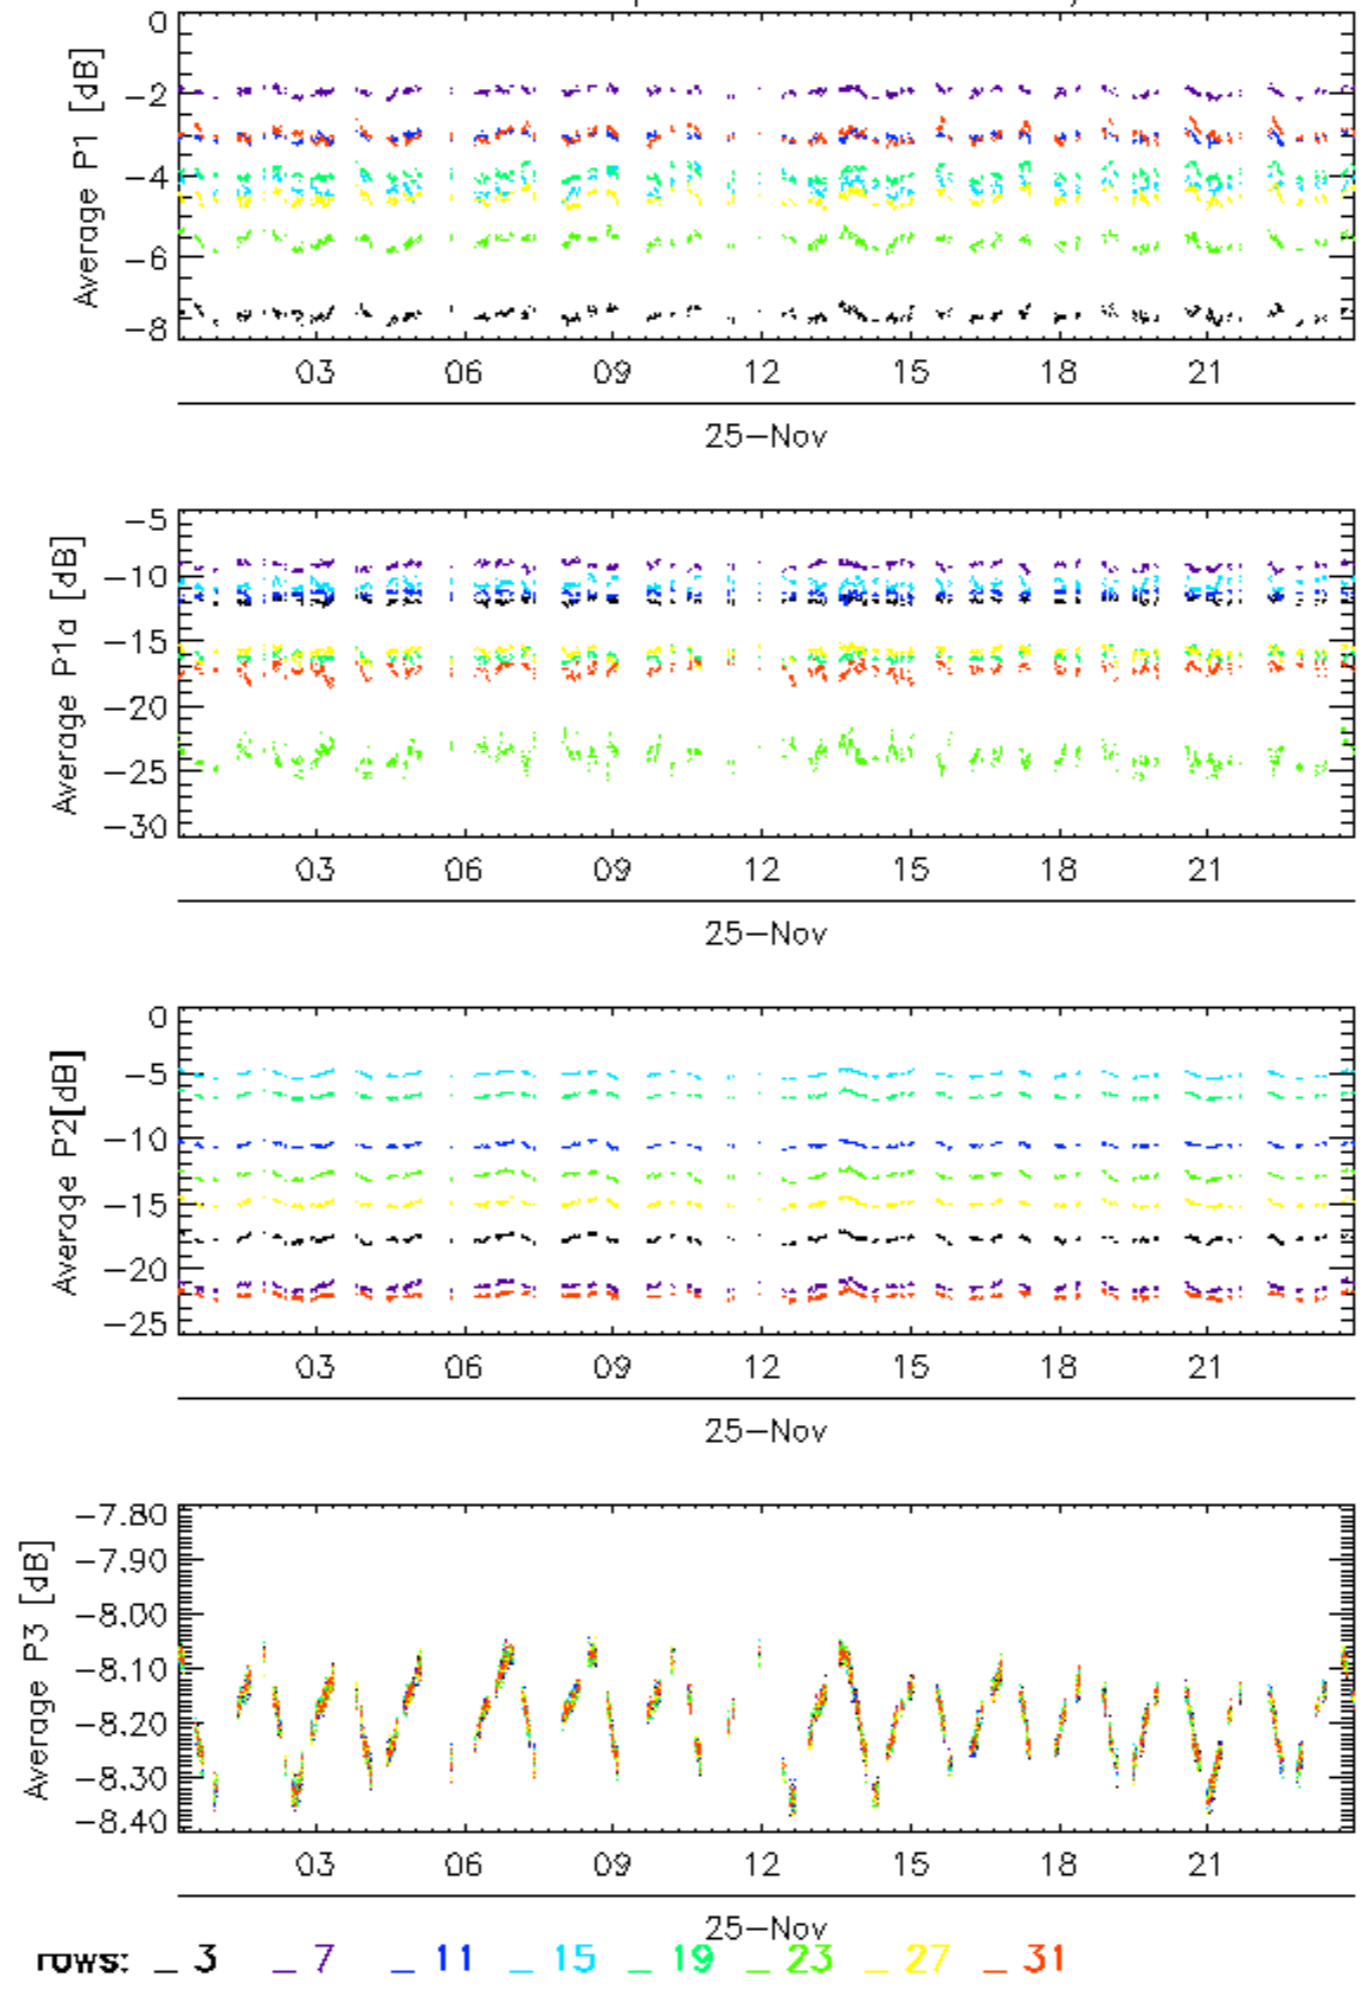 Average P1 [dB]
0
−2
−4
−6
−8
03 06 09 12 15 18 21
25−Nov
Average P1a [dB]
−5
−10
−15
−20
−25
−30
03 06 09 12 15 18 21
25−Nov
Average P2[dB]
0
−5
−10
−15
−20
−25
03 06 09 12 15 18 21
25−Nov
Average P3 [dB]
−7.80
−7.90
−8.00
−8.10
−8.20
−8.30
−8.40
03 06 09 12 15 18 21
25−Nov
rows: _ 3 _ 7 _ 11 _ 15 _ 19 _ 23 _ 27 _ 31